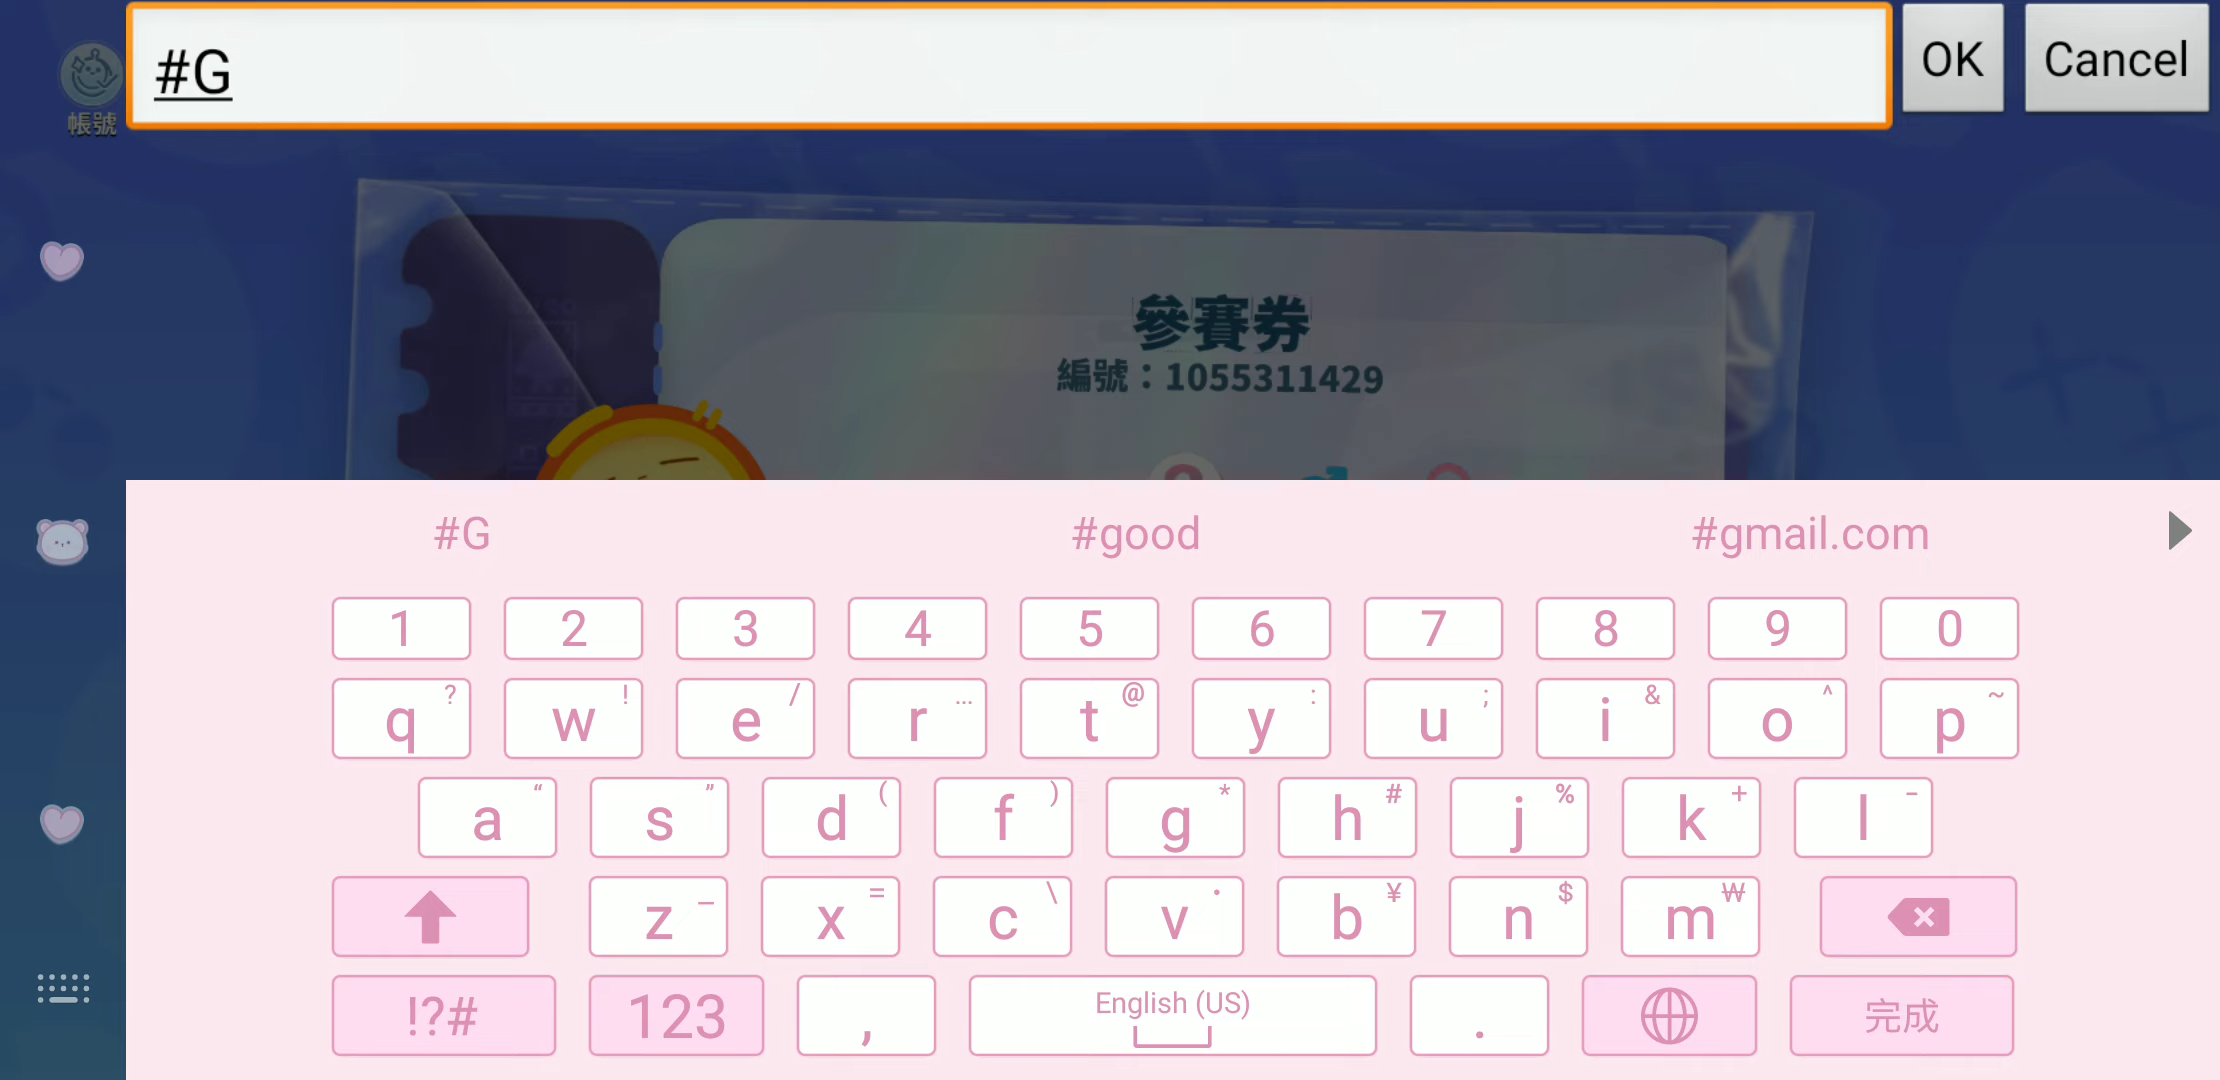 #G
OK
Cancel
帳號
參賽券
編號：1055311429
#G
#good
#gmail.com
1 2 3 4 5 6 7 8 9 0
q ? w ! e / r … t @ y : u ; i & o ^ p ~
a “ s ” d ( f ) g * h # j % k + l -
z _ x = c \ v · b ¥ n $ m ₩
!?# 123 , English (US) . 完成